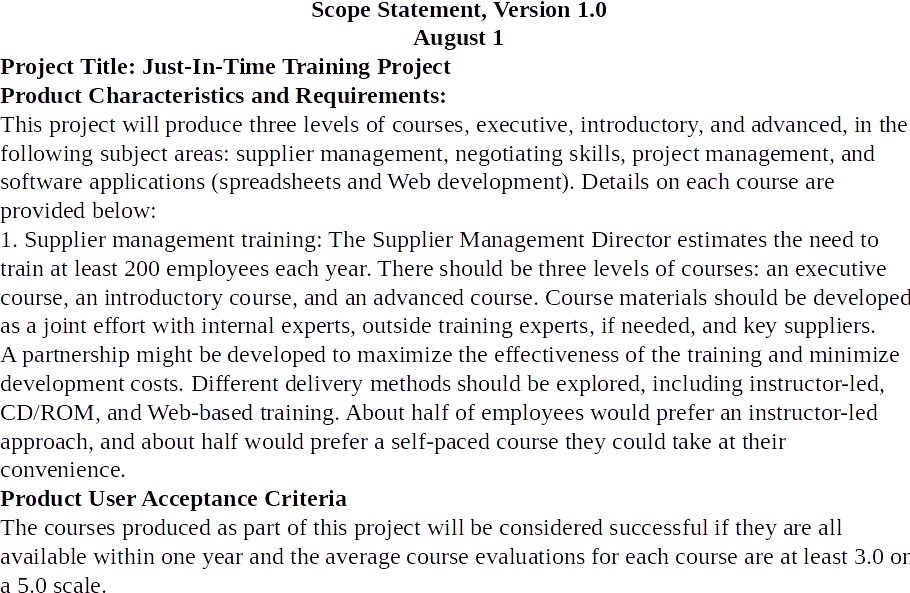 Scope Statement, Version 1.0
August 1
Project Title: Just-In-Time Training Project
Product Characteristics and Requirements:
This project will produce three levels of courses, executive, introductory, and advanced, in the
following subject areas: supplier management, negotiating skills, project management, and
software applications (spreadsheets and Web development). Details on each course are
provided below:
1. Supplier management training: The Supplier Management Director estimates the need to
train at least 200 employees each year. There should be three levels of courses: an executive
course, an introductory course, and an advanced course. Course materials should be developed
as a joint effort with internal experts, outside training experts, if needed, and key suppliers.
A partnership might be developed to maximize the effectiveness of the training and minimize
development costs. Different delivery methods should be explored, including instructor-led,
CD/ROM, and Web-based training. About half of employees would prefer an instructor-led
approach, and about half would prefer a self-paced course they could take at their
convenience.
Product User Acceptance Criteria
The courses produced as part of this project will be considered successful if they are all
available within one year and the average course evaluations for each course are at least 3.0 on
a 5.0 scale.